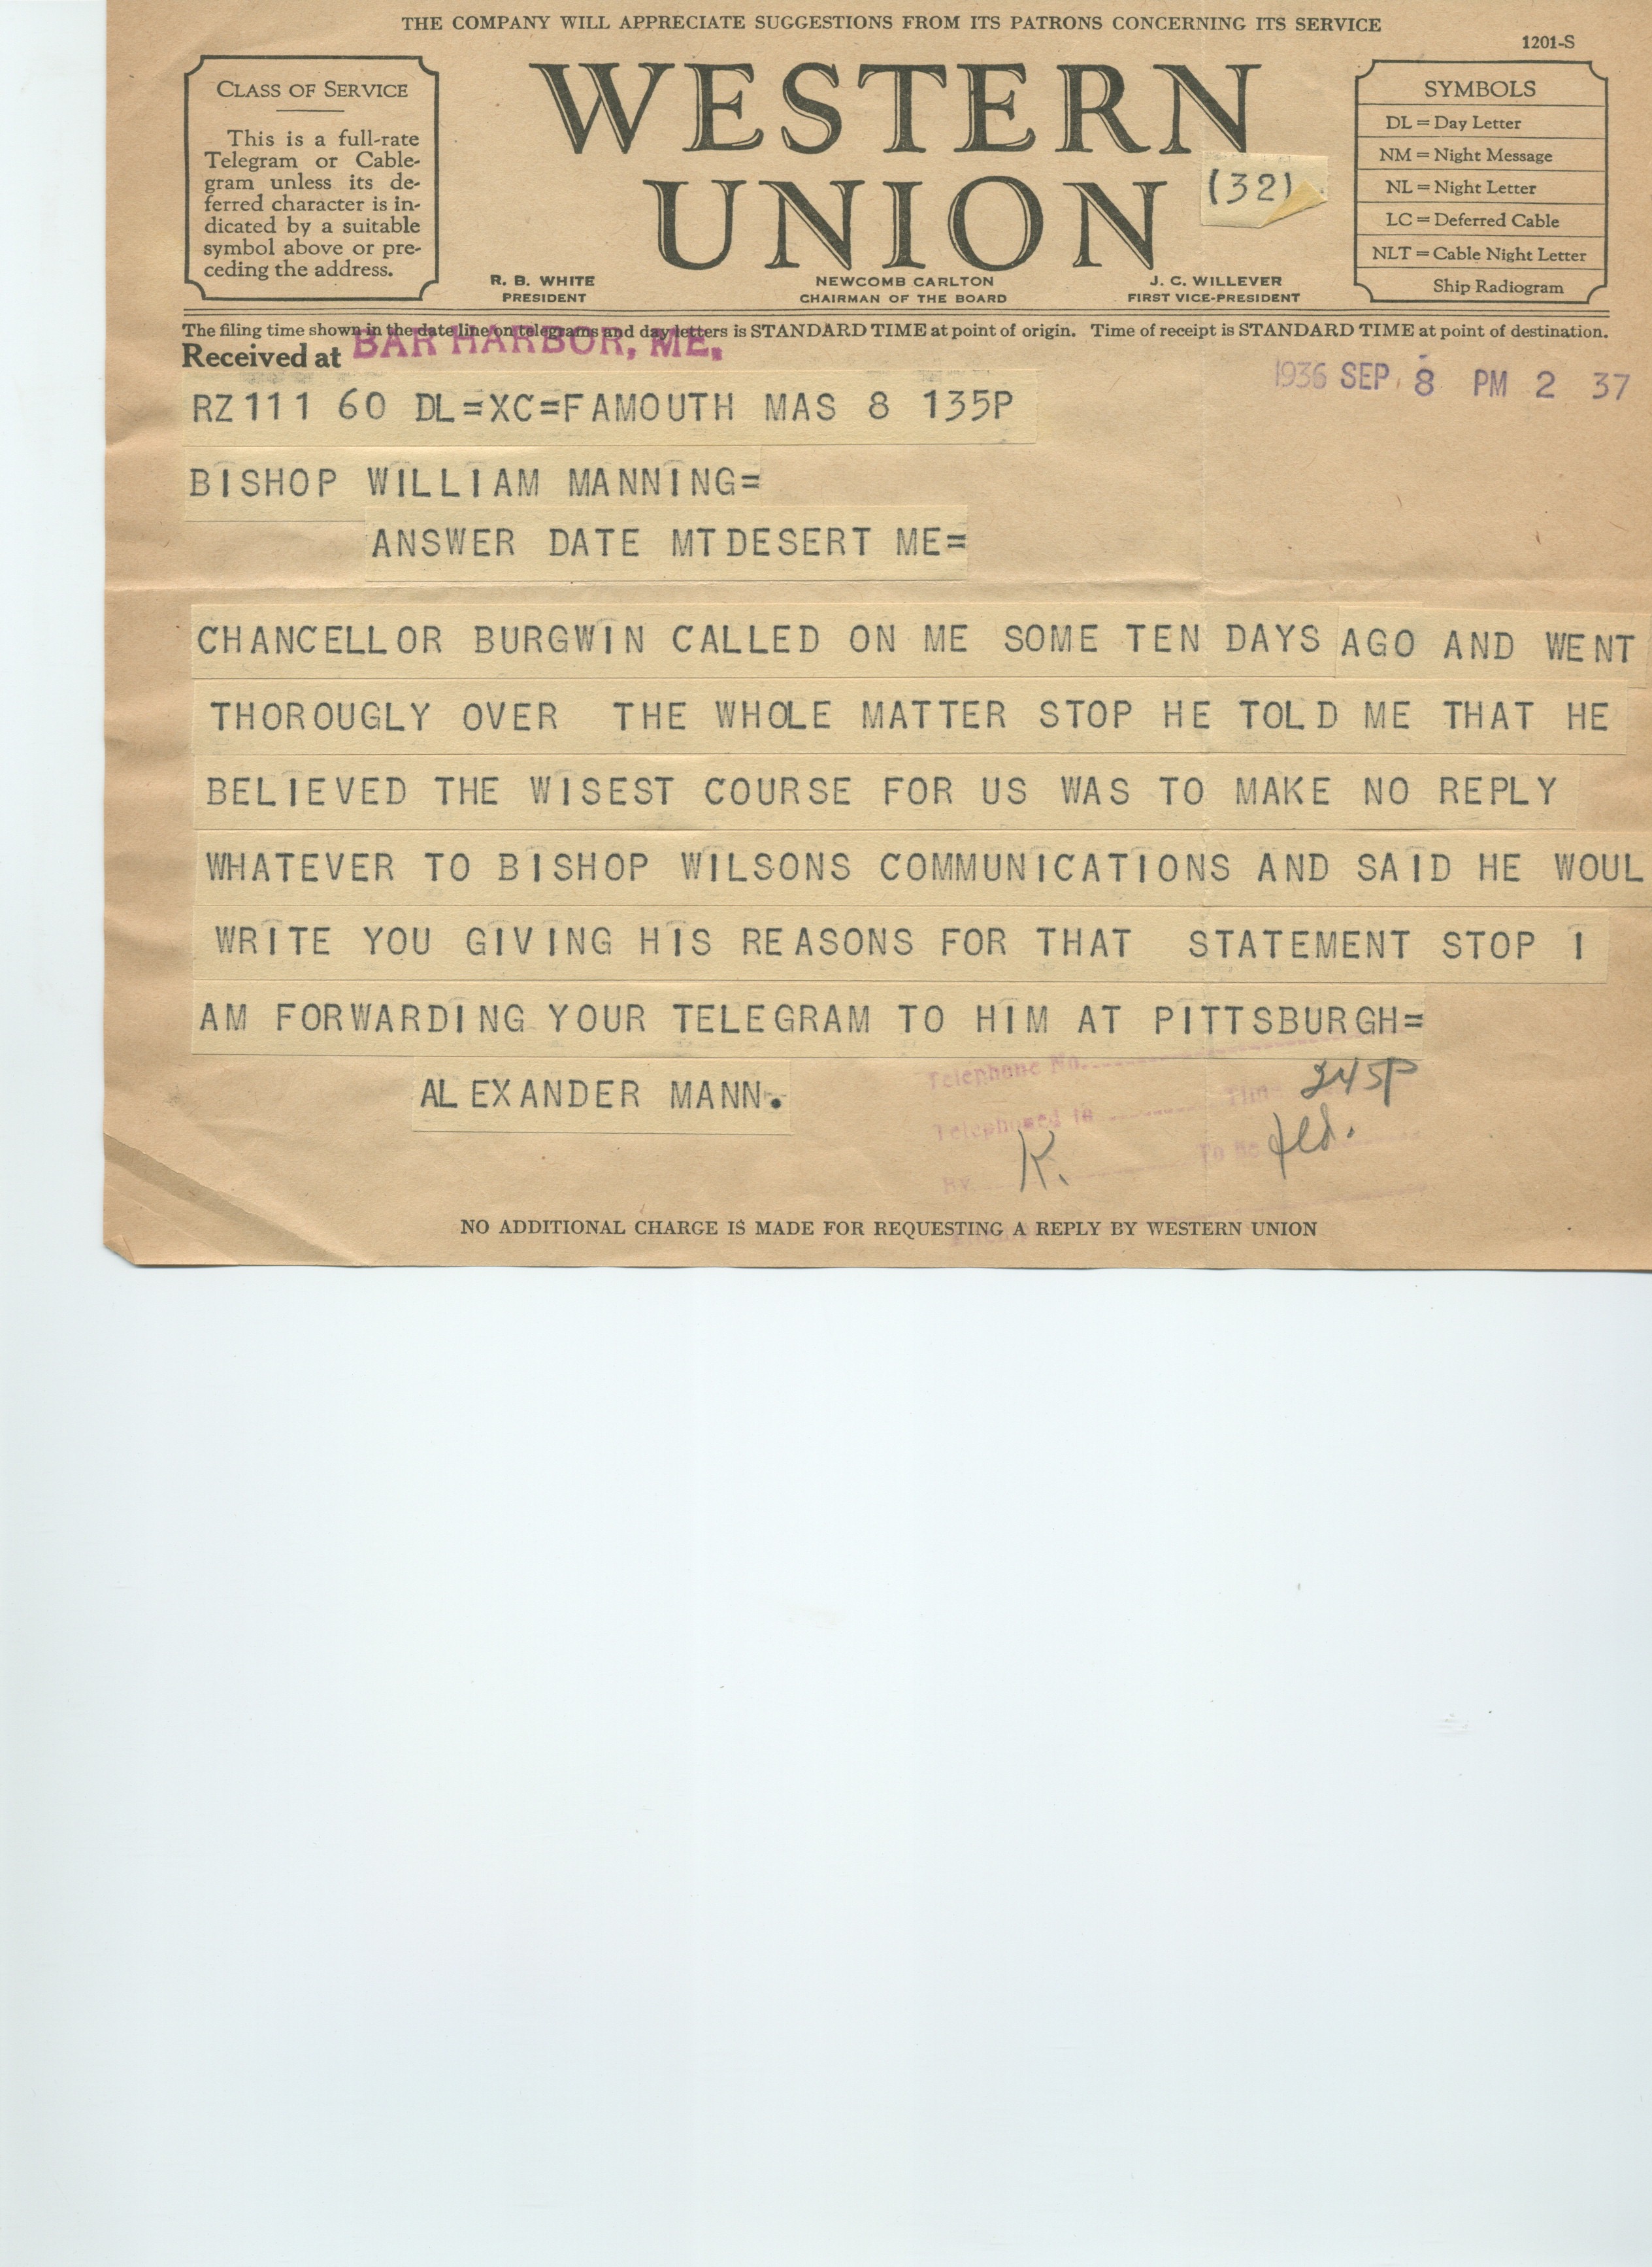 THE COMPANY WILL APPRECIATE SUGGESTIONS FROM ITS PATRONS CONCERNING ITS SERVICE
1201-S
CLASS OF SERVICE
This is a full-rate
Telegram or Cable-
gram unless its de-
ferred character is in-
dicated by a suitable
symbol above or pre-
ceding the address.
WESTERN
UNION
(32)
R. B. WHITE
PRESIDENT
NEWCOMB CARLTON
CHAIRMAN OF THE BOARD
J. C. WILLEVER
FIRST VICE-PRESIDENT
SYMBOLS
DL = Day Letter
NM = Night Message
NL = Night Letter
LC = Deferred Cable
NLT = Cable Night Letter
Ship Radiogram
The filing time shown in the date line on telegrams and day letters is STANDARD TIME at point of origin. Time of receipt is STANDARD TIME at point of destination.
Received at BAR HARBOR, ME.
1936 SEP 8 PM 2 37
RZ111 60 DL=XC=FAMOUTH MAS 8 135P
BISHOP WILLIAM MANNING=
ANSWER DATE MTDESERT ME=
CHANCELLOR BURGWIN CALLED ON ME SOME TEN DAYS AGO AND WENT
THOROUGLY OVER THE WHOLE MATTER STOP HE TOLD ME THAT HE
BELIEVED THE WISEST COURSE FOR US WAS TO MAKE NO REPLY
WHATEVER TO BISHOP WILSONS COMMUNICATIONS AND SAID HE WOUL
WRITE YOU GIVING HIS REASONS FOR THAT STATEMENT STOP I
AM FORWARDING YOUR TELEGRAM TO HIM AT PITTSBURGH=
ALEXANDER MANN.
Telephone No.
Time 245P
Telephoned to
By K. To be dld.
NO ADDITIONAL CHARGE IS MADE FOR REQUESTING A REPLY BY WESTERN UNION